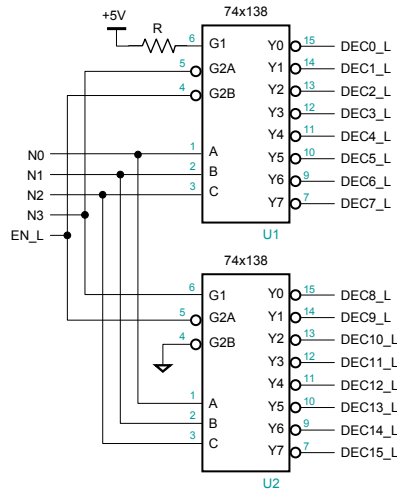 +5V
R
74x138
6 G1 Y0 15 DEC0_L
5 G2A Y1 14 DEC1_L
4 G2B Y2 13 DEC2_L
Y3 12 DEC3_L
Y4 11 DEC4_L
N0 1 A Y5 10 DEC5_L
N1 2 B Y6 9 DEC6_L
N2 3 C Y7 7 DEC7_L
N3
EN_L
U1
74x138
6 G1 Y0 15 DEC8_L
5 G2A Y1 14 DEC9_L
4 G2B Y2 13 DEC10_L
Y3 12 DEC11_L
Y4 11 DEC12_L
1 A Y5 10 DEC13_L
2 B Y6 9 DEC14_L
3 C Y7 7 DEC15_L
U2